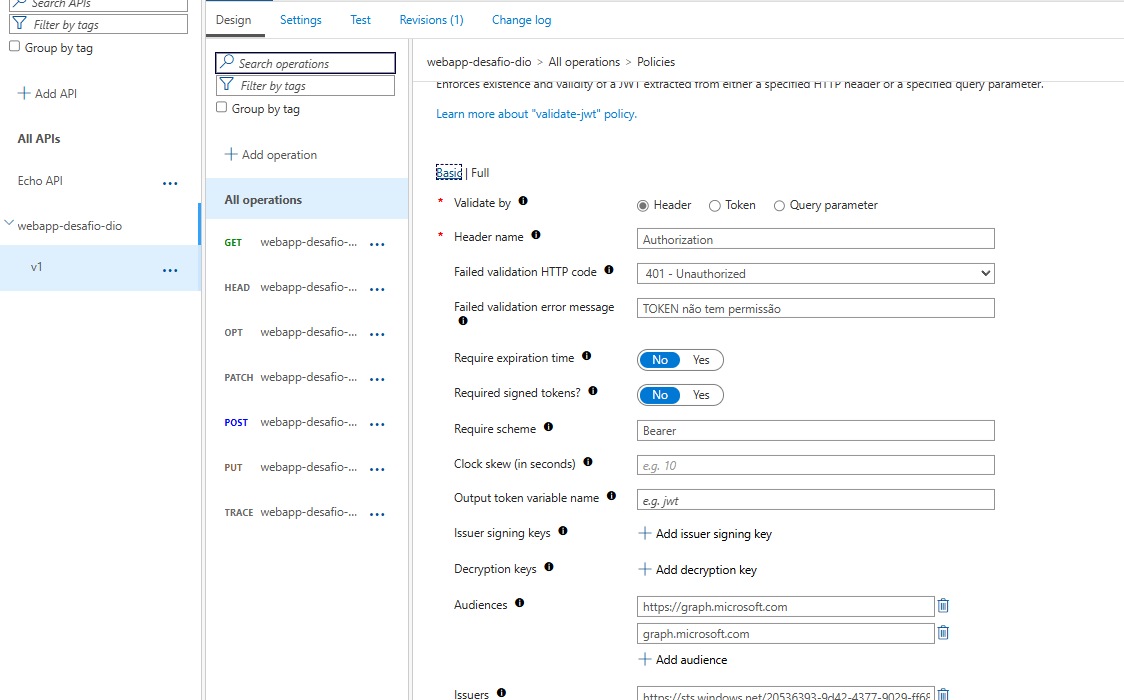 Search APIs
Filter by tags
Group by tag
Add API
All APIs
Echo API
webapp-desafio-dio
v1
Design Settings Test Revisions (1) Change log
Search operations
Filter by tags
Group by tag
Add operation
All operations
GET webapp-desafio-...
HEAD webapp-desafio-...
OPT webapp-desafio-...
PATCH webapp-desafio-...
POST webapp-desafio-...
PUT webapp-desafio-...
TRACE webapp-desafio-...
webapp-desafio-dio > All operations > Policies
Enforces existence and validity of a JWT extracted from either a specified HTTP header or a specified query parameter.
Learn more about "validate-jwt" policy.
Basic | Full
* Validate by Header Token Query parameter
* Header name Authorization
Failed validation HTTP code 401 - Unauthorized
Failed validation error message TOKEN não tem permissão
Require expiration time No Yes
Required signed tokens? No Yes
Require scheme Bearer
Clock skew (in seconds) e.g. 10
Output token variable name e.g. jwt
Issuer signing keys Add issuer signing key
Decryption keys Add decryption key
Audiences https://graph.microsoft.com
graph.microsoft.com
Add audience
Issuers https://sts.windows.net/20536393-9d42-4377-9029-ff68